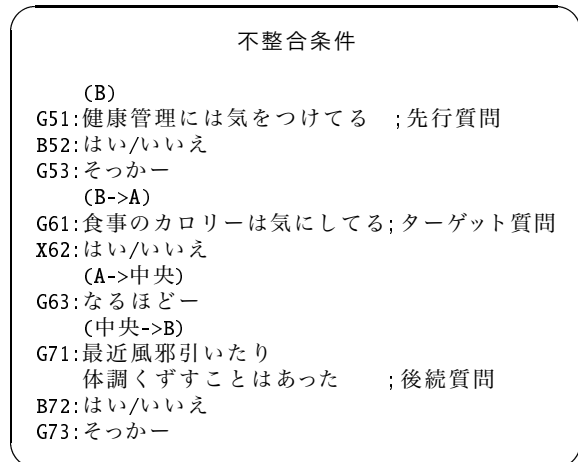 不整合条件
(B)
G51:健康管理には気をつけてる ;先行質問
B52:はい/いいえ
G53:そっかー
(B->A)
G61:食事のカロリーは気にしてる;ターゲット質問
X62:はい/いいえ
(A->中央)
G63:なるほどー
(中央->B)
G71:最近風邪引いたり
体調くずすことはあった ;後続質問
B72:はい/いいえ
G73:そっかー